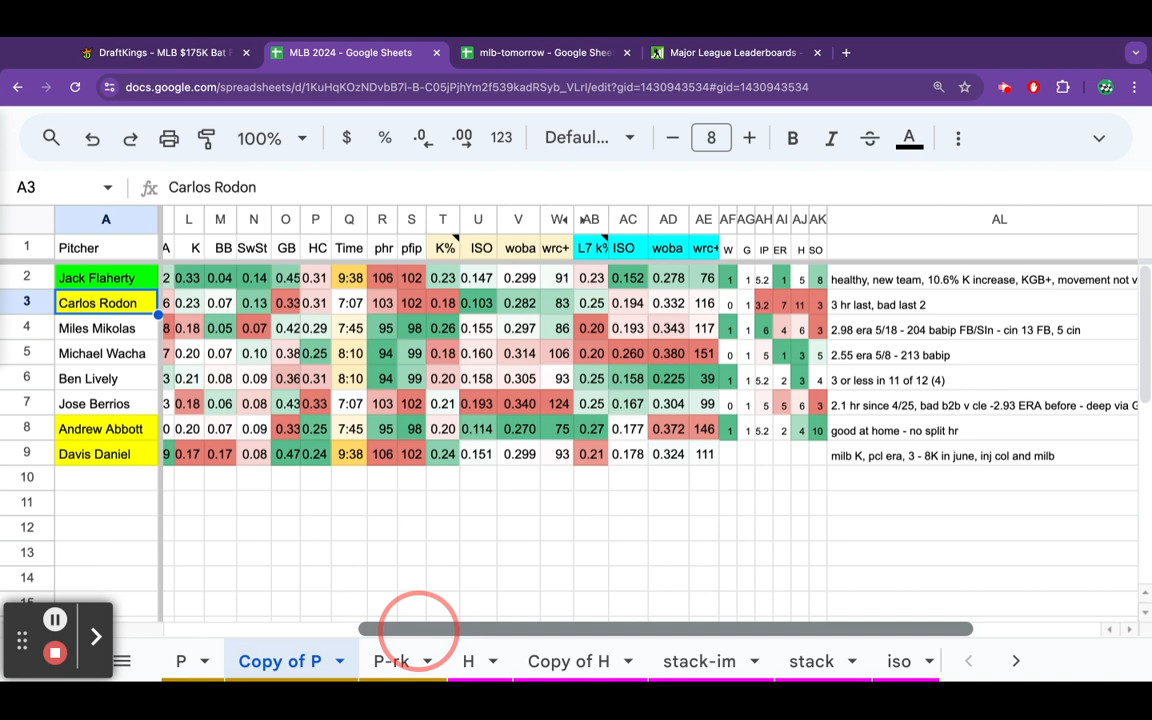 DraftKings - MLB $175K Bat F
MLB 2024 - Google Sheets
mlb-tomorrow - Google Shee
Major League Leaderboards -
docs.google.com/spreadsheets/d/1KuHqKOzNDvbB7l-B-C05jPjhYm2f539kadRSyb_VLrI/edit?gid=1430943534#gid=1430943534
100% $ % .0 .00 123 Defaul... 8 B I A
A3 fx Carlos Rodon
A L M N O P Q R S T U V W AB AC AD AE AF AG AH AI AJ AK AL
1 Pitcher A K BB SwSt GB HC Time phr pfip K% ISO woba wrc+ L7 k% ISO woba wrc+ W G IP ER H SO
2 Jack Flaherty 2 0.33 0.04 0.14 0.45 0.31 9:38 106 102 0.23 0.147 0.299 91 0.23 0.152 0.278 76 1 1 5.2 1 5 8 healthy, new team, 10.6% K increase, KGB+, movement not v
3 Carlos Rodon 6 0.23 0.07 0.13 0.33 0.31 7:07 103 102 0.18 0.103 0.282 83 0.25 0.194 0.332 116 0 1 3.2 7 11 3 3 hr last, bad last 2
4 Miles Mikolas 8 0.18 0.05 0.07 0.42 0.29 7:45 95 98 0.26 0.155 0.297 86 0.20 0.193 0.343 117 1 1 6 4 6 3 2.98 era 5/18 - 204 babip FB/SIn - cin 13 FB, 5 cin
5 Michael Wacha 7 0.20 0.07 0.10 0.38 0.25 8:10 94 99 0.18 0.160 0.314 106 0.20 0.260 0.380 151 0 1 5 1 3 5 2.55 era 5/8 - 213 babip
6 Ben Lively 3 0.21 0.08 0.09 0.36 0.31 8:10 94 99 0.20 0.158 0.305 93 0.25 0.158 0.225 39 1 1 5.2 2 3 4 3 or less in 11 of 12 (4)
7 Jose Berrios 3 0.18 0.06 0.08 0.43 0.33 7:07 103 102 0.21 0.193 0.340 124 0.25 0.167 0.304 99 0 1 5 5 6 3 2.1 hr since 4/25, bad b2b v cle -2.93 ERA before - deep via G
8 Andrew Abbott 0 0.20 0.07 0.09 0.33 0.25 7:45 95 98 0.20 0.114 0.270 75 0.27 0.177 0.372 146 1 1 5.2 2 4 10 good at home - no split hr
9 Davis Daniel 9 0.17 0.17 0.08 0.47 0.24 9:38 106 102 0.24 0.151 0.299 93 0.21 0.178 0.324 111 milb K, pcl era, 3 - 8K in june, inj col and milb
10
11
12
13
14
15
P Copy of P P-rk H Copy of H stack-im stack iso